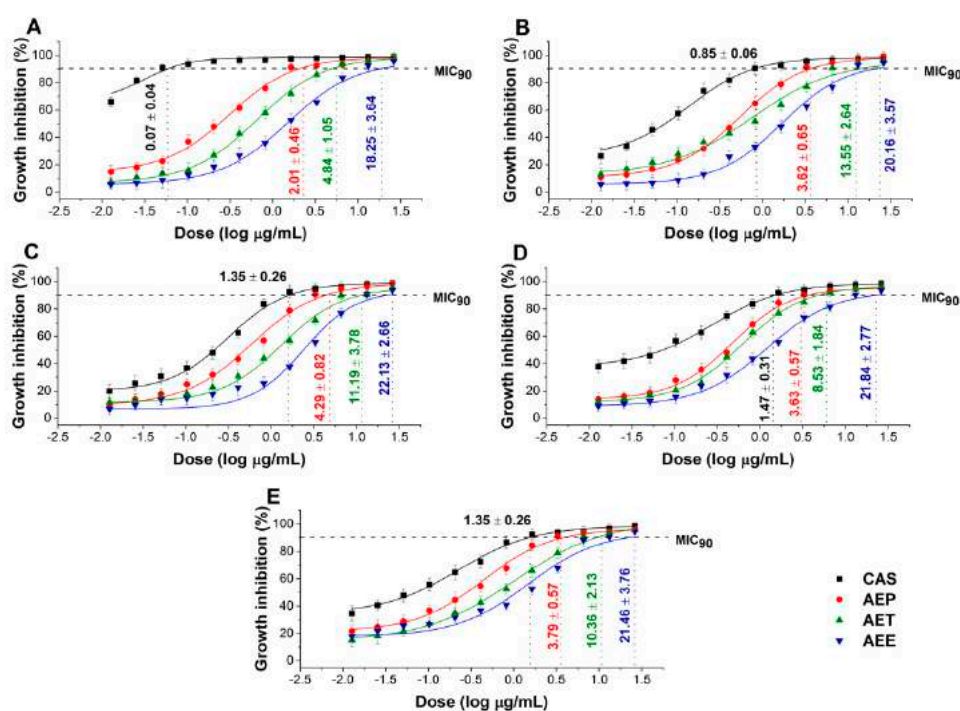 A
Growth inhibition (%)
100
80
60
40
20
0
MIC90
0.07 ± 0.04
2.01 ± 0.46
4.84 ± 1.05
18.25 ± 3.64
-2.0 -1.5 -1.0 -0.5 0.0 0.5 1.0 1.5
Dose (log μg/mL)
B
Growth inhibition (%)
100
80
60
40
20
0
0.85 ± 0.06
MIC90
3.62 ± 0.65
13.55 ± 2.64
20.16 ± 3.57
-2.0 -1.5 -1.0 -0.5 0.0 0.5 1.0 1.5
Dose (log μg/mL)
C
Growth inhibition (%)
100
80
60
40
20
0
1.35 ± 0.26
MIC90
4.29 ± 0.82
11.19 ± 3.78
22.13 ± 2.66
-2.0 -1.5 -1.0 -0.5 0.0 0.5 1.0 1.5
Dose (log μg/mL)
D
Growth inhibition (%)
100
80
60
40
20
0
MIC90
1.47 ± 0.31
3.63 ± 0.57
8.53 ± 1.84
21.84 ± 2.77
-2.0 -1.5 -1.0 -0.5 0.0 0.5 1.0 1.5
Dose (log μg/mL)
E
Growth inhibition (%)
100
80
60
40
20
0
1.35 ± 0.26
MIC90
3.79 ± 0.57
10.36 ± 2.13
21.46 ± 3.76
-2.0 -1.5 -1.0 -0.5 0.0 0.5 1.0 1.5
Dose (log μg/mL)
CAS
AEP
AET
AEE